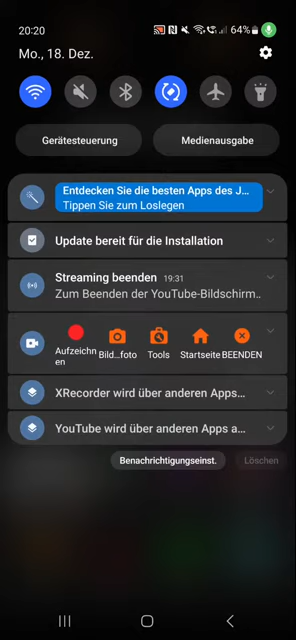 20:20
64%
Mo., 18. Dez.
Gerätesteuerung
Medienausgabe
Entdecken Sie die besten Apps des J...
Tippen Sie zum Loslegen
Update bereit für die Installation
Streaming beenden 19:31
Zum Beenden der YouTube-Bildschirm..
Aufzeichn
en
Bild...foto
Tools
Startseite
BEENDEN
XRecorder wird über anderen Apps...
YouTube wird über anderen Apps a...
Benachrichtigungseinst.
Löschen